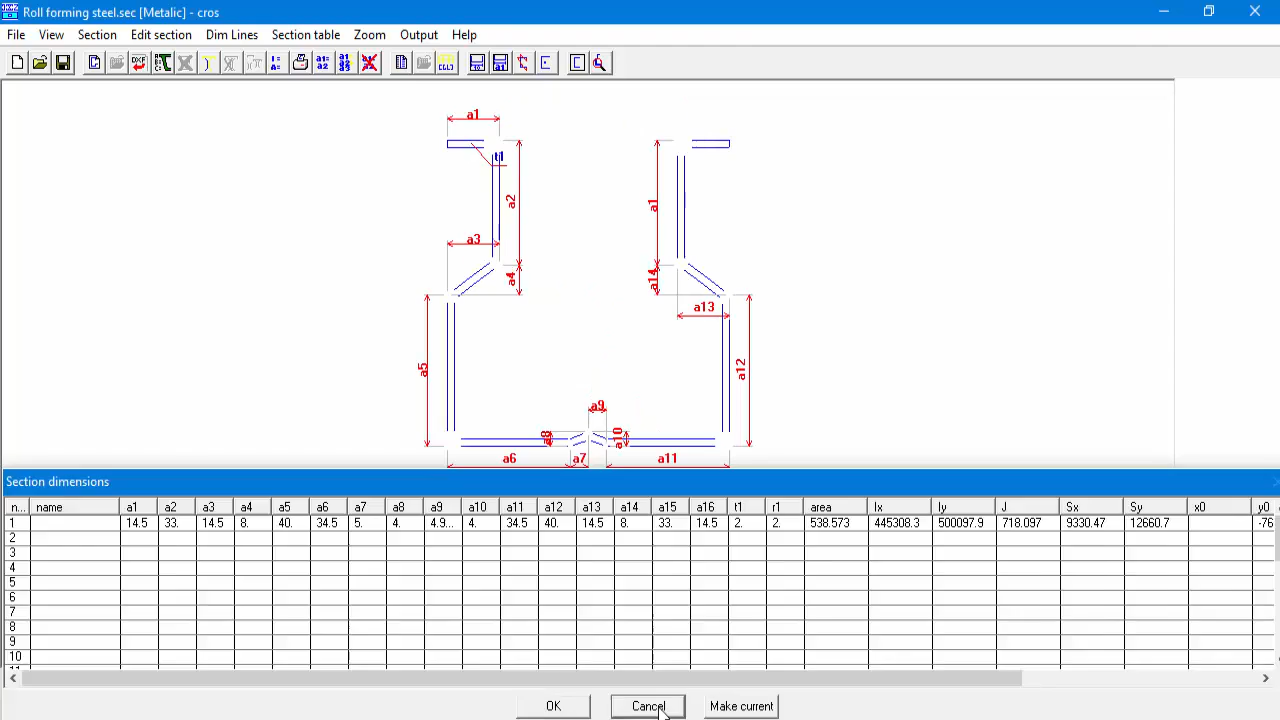 Roll forming steel.sec [Metalic] - cros
File View Section Edit section Dim Lines Section table Zoom Output Help
a1
t1
a2
a1
a3
a4
a14
a13
a5
a12
a9
a8
a10
a6 a7 a11
Section dimensions
n... name a1 a2 a3 a4 a5 a6 a7 a8 a9 a10 a11 a12 a13 a14 a15 a16 t1 r1 area Ix Iy J Sx Sy x0 y0
1 14.5 33. 14.5 8. 40. 34.5 5. 4. 4.9... 4. 34.5 40. 14.5 8. 33. 14.5 2. 2. 538.573 445308.3 500097.9 718.097 9330.47 12660.7 -76
2
3
4
5
6
7
8
9
10
OK Cancel Make current